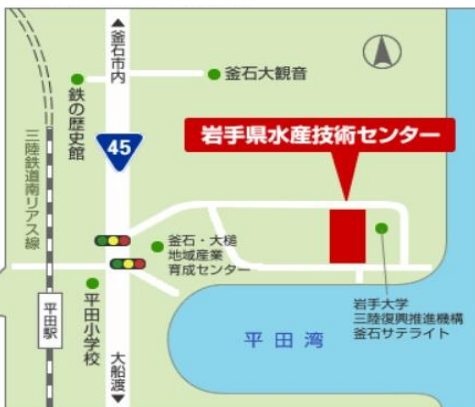 ▲釜石市内
釜石大観音
鉄の歴史館
45
岩手県水産技術センター
三陸鉄道南リアス線
釜石・大槌
地域産業
育成センター
岩手大学
三陸復興推進機構
釜石サテライト
平田駅
平田小学校
平田湾
大船渡▼